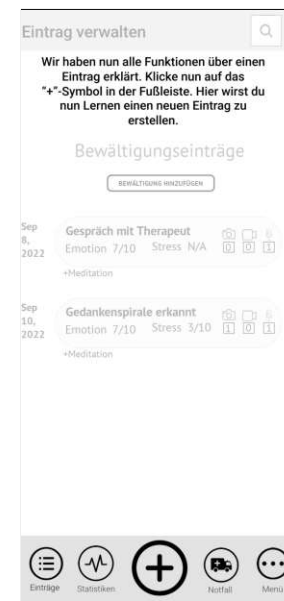 Eintrag verwalten
Wir haben nun alle Funktionen über einen
Eintrag erklärt. Klicke nun auf das
"+"-Symbol in der Fußleiste. Hier wirst du
nun Lernen einen neuen Eintrag zu
erstellen.
Bewältigungseinträge
BEWÄLTIGUNG HINZUFÜGEN
Sep 8, 2022
Gespräch mit Therapeut
Emotion 7/10 Stress N/A 0 0 1
+Meditation
Sep 10, 2022
Gedankenspirale erkannt
Emotion 7/10 Stress 3/10 1 0 1
+Meditation
Einträge Statistiken Notfall Menü